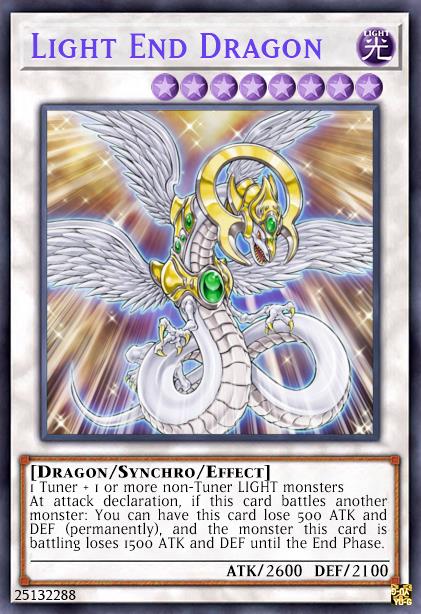 LIGHT END DRAGON
LIGHT
光
[DRAGON/SYNCHRO/EFFECT]
1 Tuner + 1 or more non-Tuner LIGHT monsters
At attack declaration, if this card battles another
monster: You can have this card lose 500 ATK and
DEF (permanently), and the monster this card is
battling loses 1500 ATK and DEF until the End Phase.
ATK/2600 DEF/2100
25132288